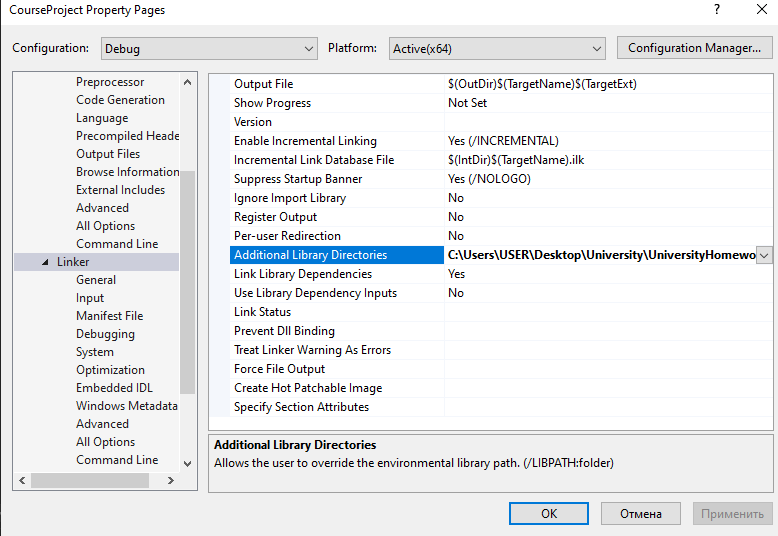 CourseProject Property Pages
Configuration: Debug Platform: Active(x64) Configuration Manager...
Preprocessor
Code Generation
Language
Precompiled Heade
Output Files
Browse Information
External Includes
Advanced
All Options
Command Line
Linker
General
Input
Manifest File
Debugging
System
Optimization
Embedded IDL
Windows Metadata
Advanced
All Options
Command Line
Output File $(OutDir)$(TargetName)$(TargetExt)
Show Progress Not Set
Version
Enable Incremental Linking Yes (/INCREMENTAL)
Incremental Link Database File $(IntDir)$(TargetName).ilk
Suppress Startup Banner Yes (/NOLOGO)
Ignore Import Library No
Register Output No
Per-user Redirection No
Additional Library Directories C:\Users\USER\Desktop\University\UniversityHomewo
Link Library Dependencies Yes
Use Library Dependency Inputs No
Link Status
Prevent Dll Binding
Treat Linker Warning As Errors
Force File Output
Create Hot Patchable Image
Specify Section Attributes
Additional Library Directories
Allows the user to override the environmental library path. (/LIBPATH:folder)
OK Отмена Применить